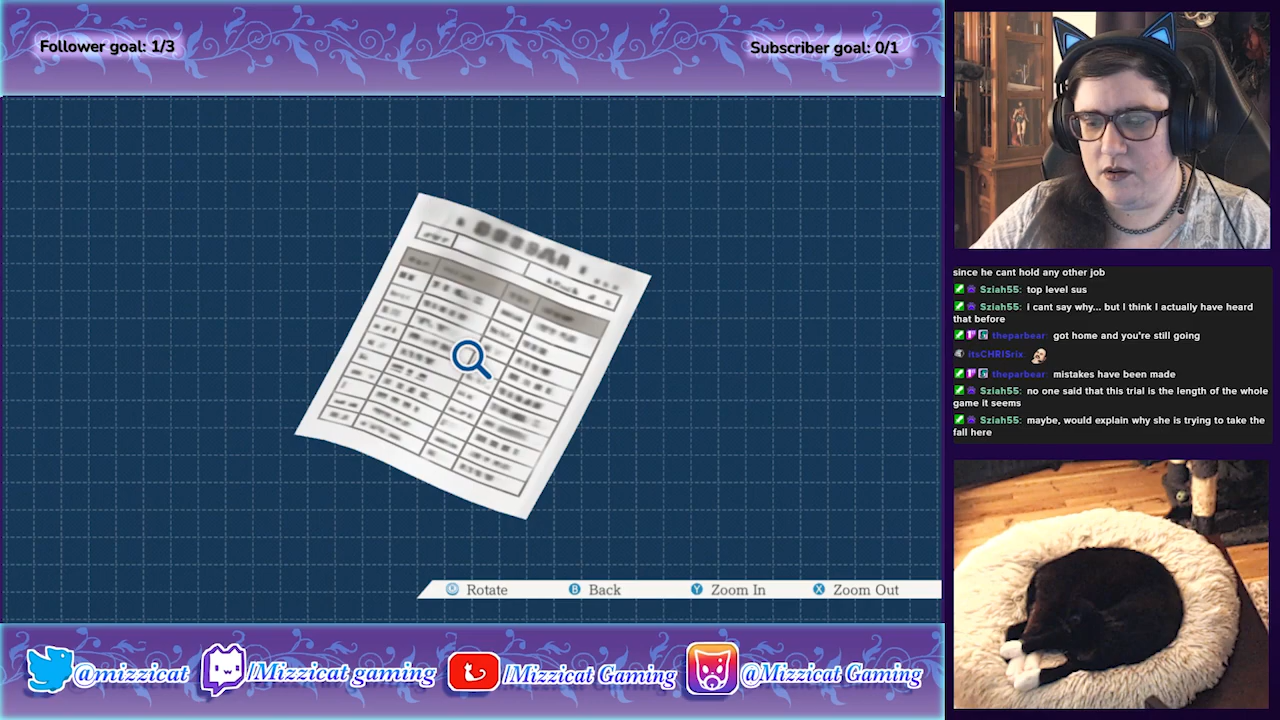 Follower goal: 1/3
Subscriber goal: 0/1
Rotate
B Back
Y Zoom In
X Zoom Out
@mizzicat
/Mizzicat gaming
/Mizzicat Gaming
@Mizzicat Gaming
since he cant hold any other job
Sziah55: top level sus
Sziah55: i cant say why... but I think I actually have heard
that before
theparbear: got home and you're still going
itsCHRISrix:
theparbear: mistakes have been made
Sziah55: no one said that this trial is the length of the whole
game it seems
Sziah55: maybe, would explain why she is trying to take the
fall here